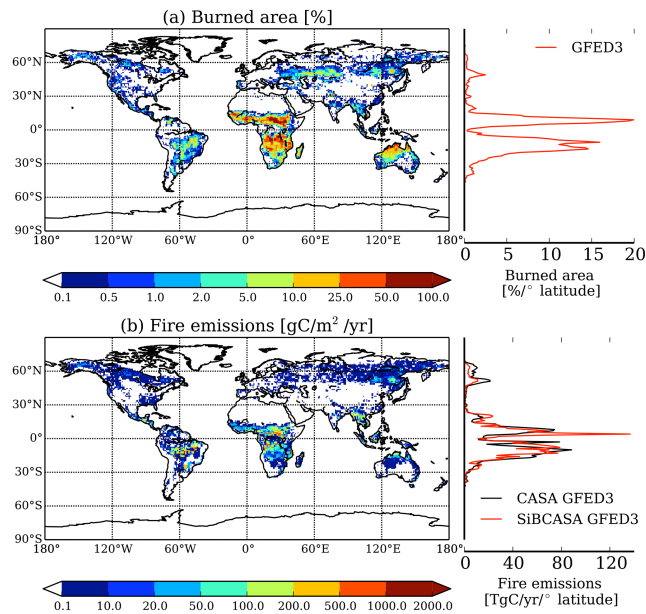 (a) Burned area [%]
60°N
30°N
0°
30°S
60°S
90°S
180° 120°W 60°W 0° 60°E 120°E 180°
GFED3
0 5 10 15 20
Burned area
[%/° latitude]
0.1 0.5 1.0 2.0 5.0 10.0 25.0 50.0 100.0
(b) Fire emissions [gC/m² /yr]
60°N
30°N
0°
30°S
60°S
90°S
180° 120°W 60°W 0° 60°E 120°E 180°
CASA GFED3
SiBCASA GFED3
0 40 80 120
Fire emissions
[TgC/yr/° latitude]
0.1 10.0 20.0 50.0 100.0 200.0 500.0 1000.0 2000.0